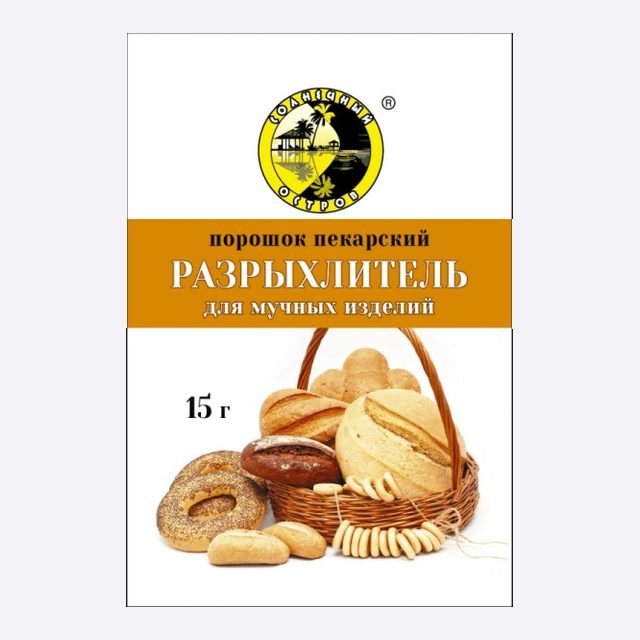 СОЛНЕЧНЫЙ
ОСТРОВ
®
порошок пекарский
РАЗРЫХЛИТЕЛЬ
для мучных изделий
15 г